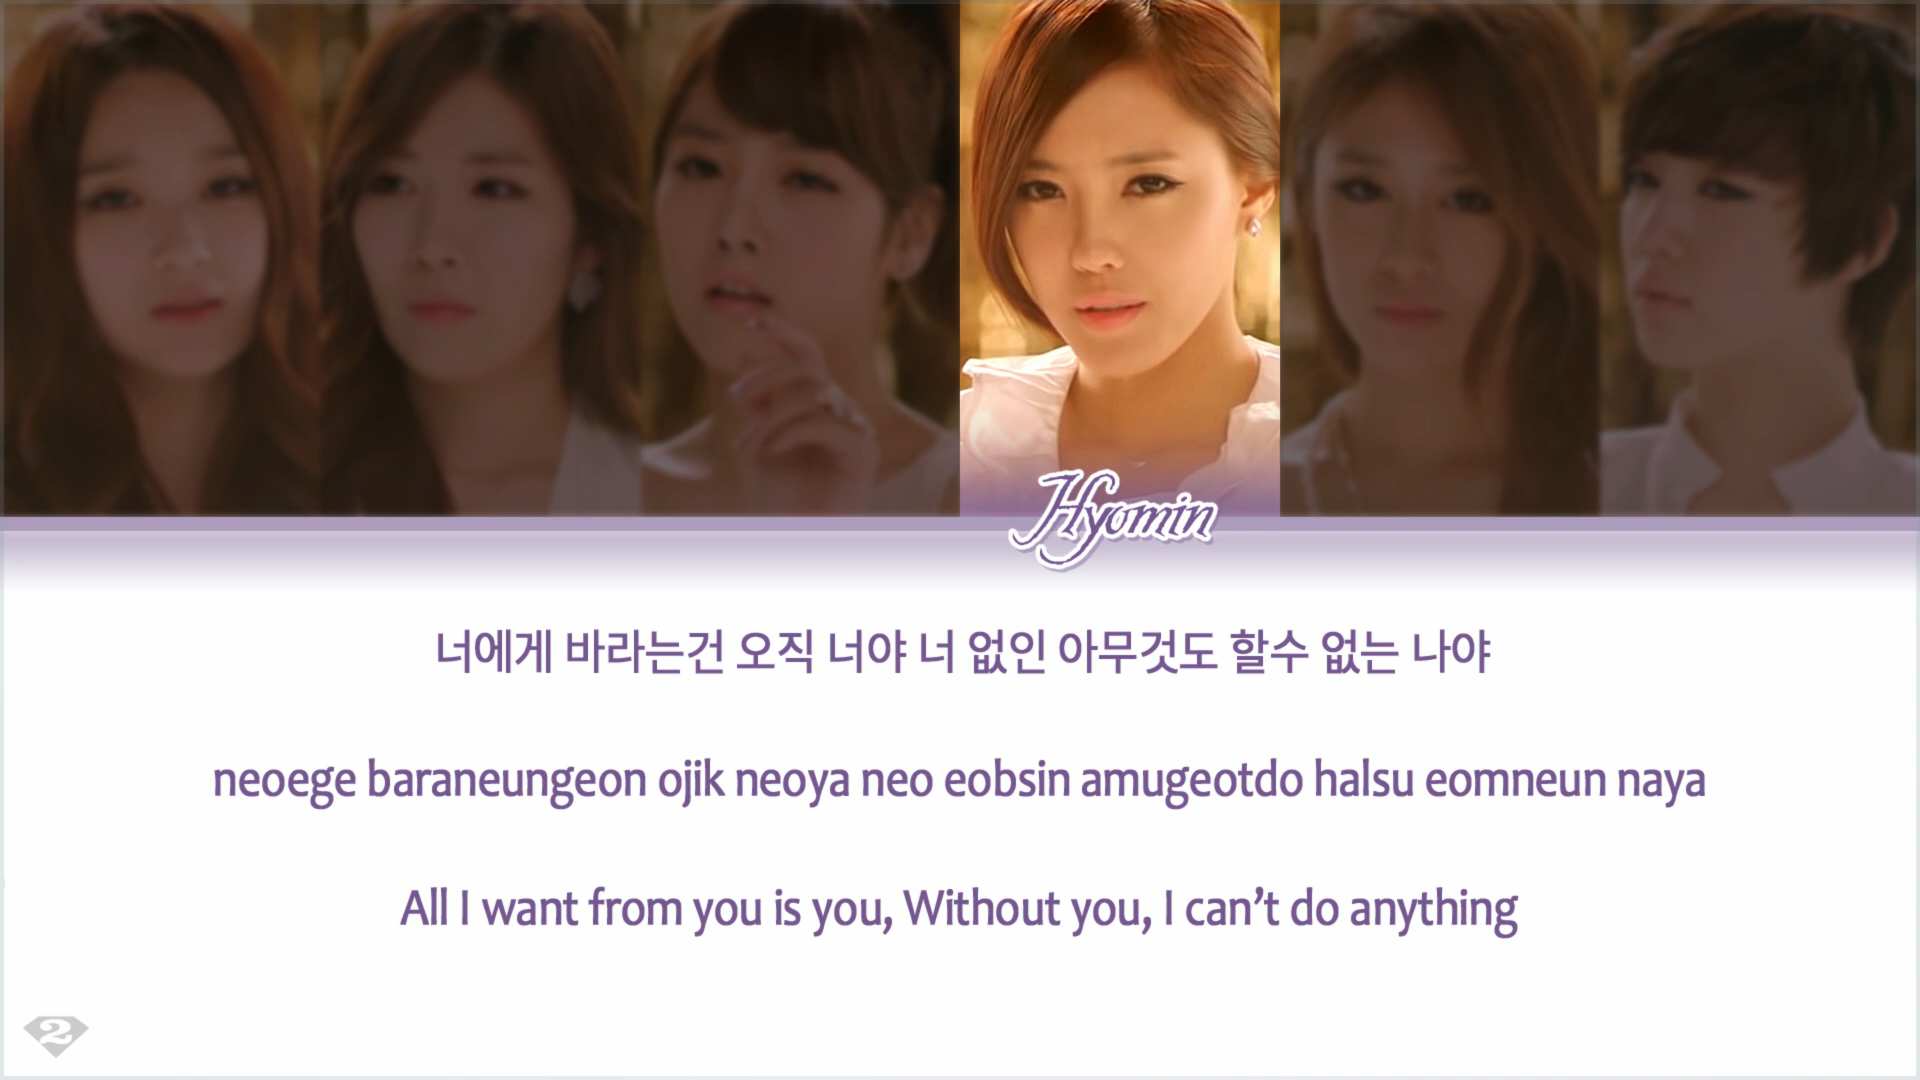 Hyomin
너에게 바라는건 오직 너야 너 없인 아무것도 할수 없는 나야
neoege baraneungeon ojik neoya neo eobsin amugeotdo halsu eomneun naya
All I want from you is you, Without you, I can’t do anything
2